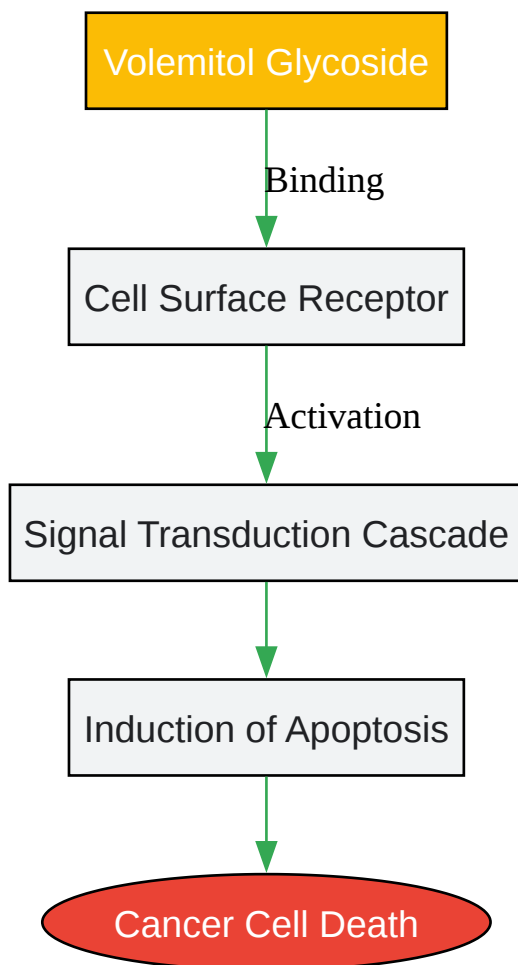 Volemitol Glycoside
Binding
Cell Surface Receptor
Activation
Signal Transduction Cascade
Induction of Apoptosis
Cancer Cell Death